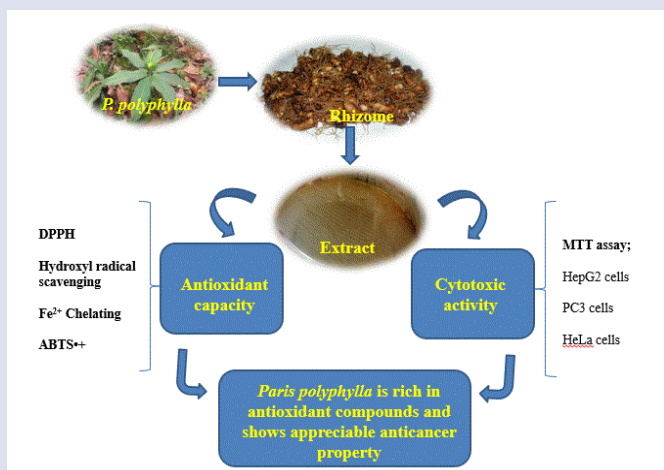 P. polyphylla
Rhizome
Extract
DPPH
Hydroxyl radical
scavenging
Fe²⁺ Chelating
ABTS•+
Antioxidant
capacity
Cytotoxic
activity
MTT assay;
HepG2 cells
PC3 cells
HeLa cells
Paris polyphylla is rich in
antioxidant compounds and
shows appreciable anticancer
property